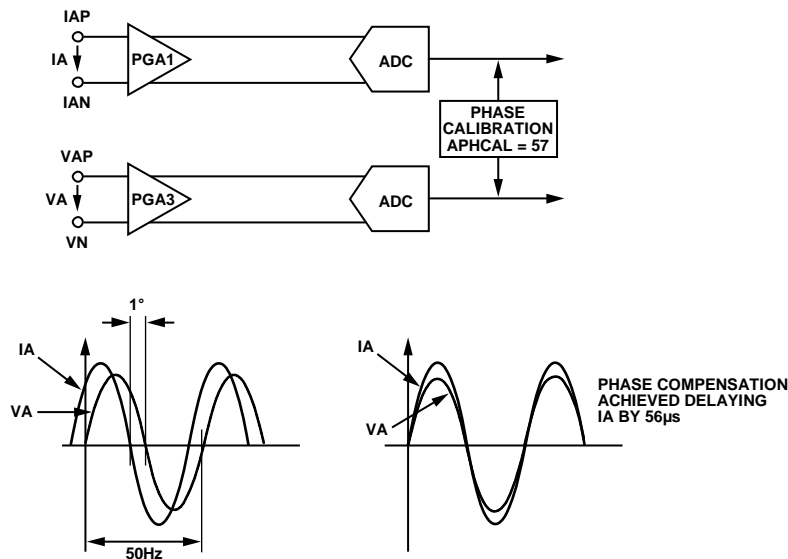 IAP
IA
PGA1
ADC
IAN
PHASE
CALIBRATION
APHCAL = 57
VAP
VA
PGA3
ADC
VN
1°
IA
VA
50Hz
IA
VA
PHASE COMPENSATION
ACHIEVED DELAYING
IA BY 56µs